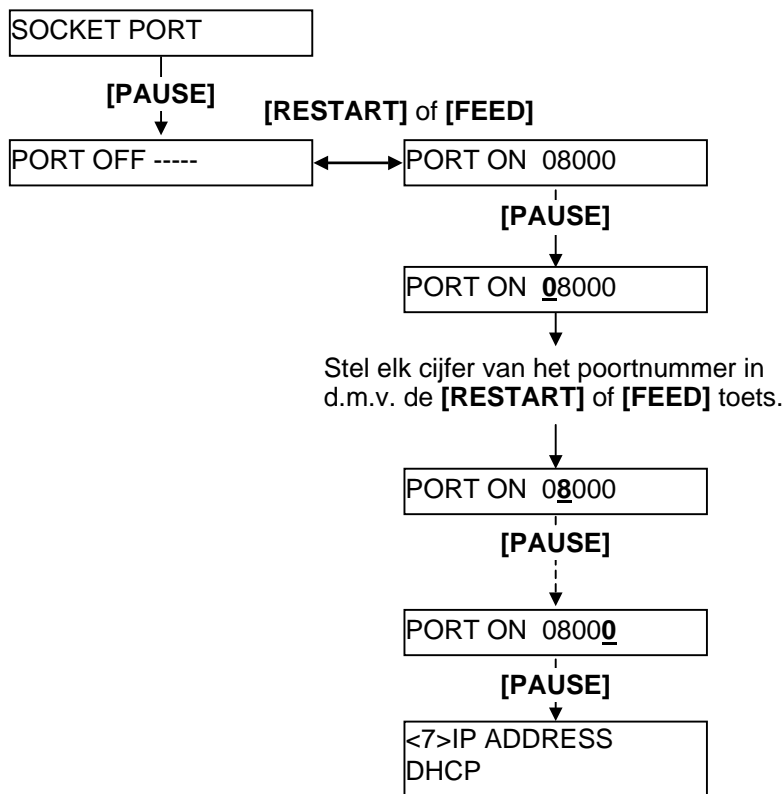 SOCKET PORT
[PAUSE]
[RESTART] of [FEED]
PORT OFF -----
PORT ON 08000
[PAUSE]
PORT ON 08000
Stel elk cijfer van het poortnummer in
d.m.v. de [RESTART] of [FEED] toets.
PORT ON 08000
[PAUSE]
PORT ON 08000
[PAUSE]
<7>IP ADDRESS
DHCP